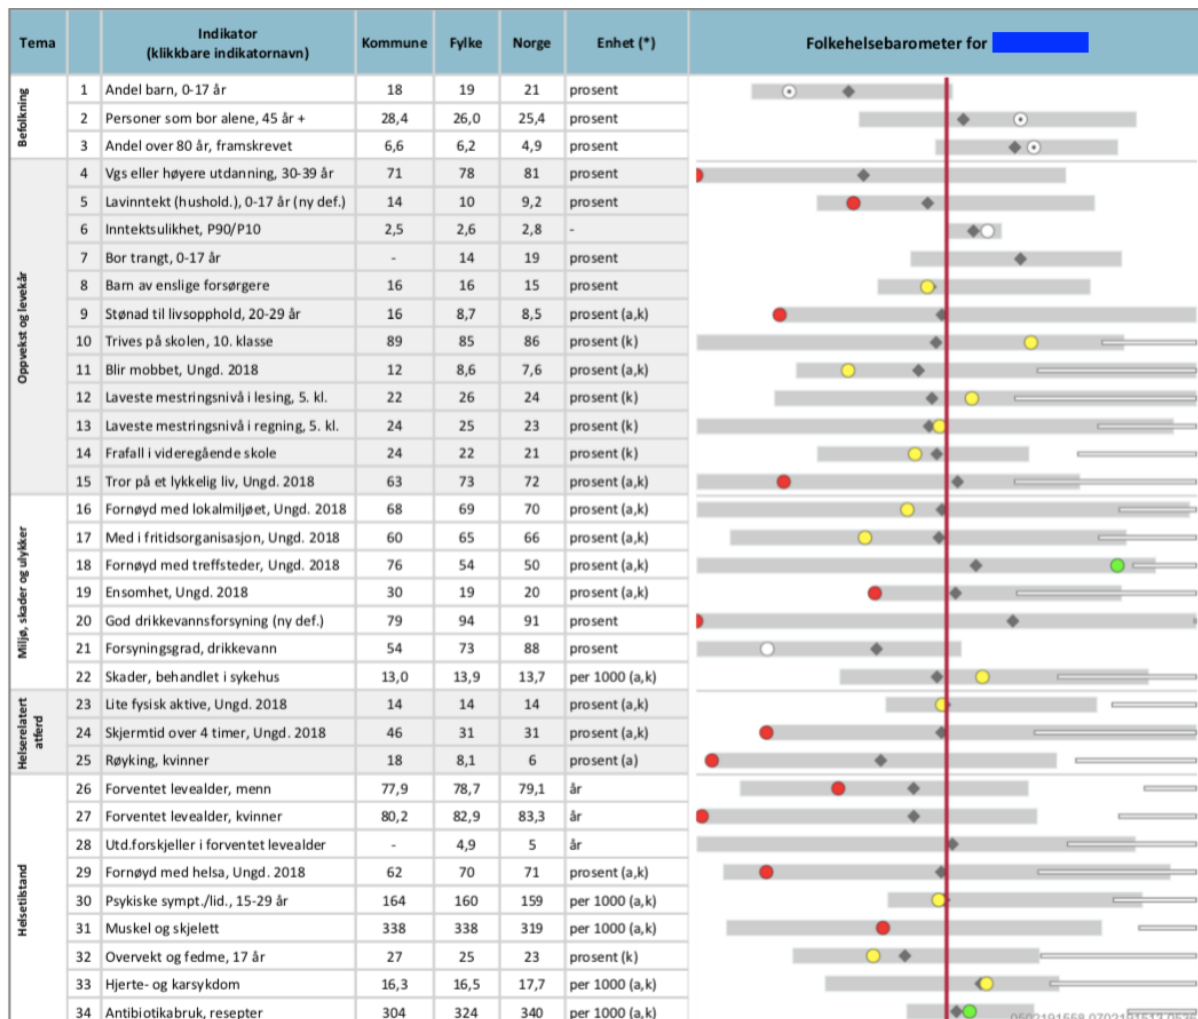 Tema Indikator (klikkbare indikatornavn) Kommune Fylke Norge Enhet (*) Folkehelsebarometer for
Befolkning
1 Andel barn, 0-17 år 18 19 21 prosent
2 Personer som bor alene, 45 år + 28,4 26,0 25,4 prosent
3 Andel over 80 år, framskrevet 6,6 6,2 4,9 prosent
Oppvekst og levekår
4 Vgs eller høyere utdanning, 30-39 år 71 78 81 prosent
5 Lavinntekt (hushold.), 0-17 år (ny def.) 14 10 9,2 prosent
6 Inntektsulikhet, P90/P10 2,5 2,6 2,8 -
7 Bor trangt, 0-17 år - 14 19 prosent
8 Barn av enslige forsørgere 16 16 15 prosent
9 Stønad til livsopphold, 20-29 år 16 8,7 8,5 prosent (a,k)
10 Trives på skolen, 10. klasse 89 85 86 prosent (k)
11 Blir mobbet, Ungd. 2018 12 8,6 7,6 prosent (a,k)
12 Laveste mestringsnivå i lesing, 5. kl. 22 26 24 prosent (k)
13 Laveste mestringsnivå i regning, 5. kl. 24 25 23 prosent (k)
14 Frafall i videregående skole 24 22 21 prosent (k)
15 Tror på et lykkelig liv, Ungd. 2018 63 73 72 prosent (a,k)
Miljø, skader og ulykker
16 Fornøyd med lokalmiljøet, Ungd. 2018 68 69 70 prosent (a,k)
17 Med i fritidsorganisasjon, Ungd. 2018 60 65 66 prosent (a,k)
18 Fornøyd med treffsteder, Ungd. 2018 76 54 50 prosent (a,k)
19 Ensomhet, Ungd. 2018 30 19 20 prosent (a,k)
20 God drikkevannsforsyning (ny def.) 79 94 91 prosent
21 Forsyningsgrad, drikkevann 54 73 88 prosent
22 Skader, behandlet i sykehus 13,0 13,9 13,7 per 1000 (a,k)
Helserelatert atferd
23 Lite fysisk aktive, Ungd. 2018 14 14 14 prosent (a,k)
24 Skjermtid over 4 timer, Ungd. 2018 46 31 31 prosent (a,k)
25 Røyking, kvinner 18 8,1 6 prosent (a)
Helsetilstand
26 Forventet levealder, menn 77,9 78,7 79,1 år
27 Forventet levealder, kvinner 80,2 82,9 83,3 år
28 Utd.forskjeller i forventet levealder - 4,9 5 år
29 Fornøyd med helsa, Ungd. 2018 62 70 71 prosent (a,k)
30 Psykiske sympt./lid., 15-29 år 164 160 159 per 1000 (a,k)
31 Muskel og skjelett 338 338 319 per 1000 (a,k)
32 Overvekt og fedme, 17 år 27 25 23 prosent (k)
33 Hjerte- og karsykdom 16,3 16,5 17,7 per 1000 (a,k)
34 Antibiotikabruk, resepter 304 324 340 per 1000 (a,k)